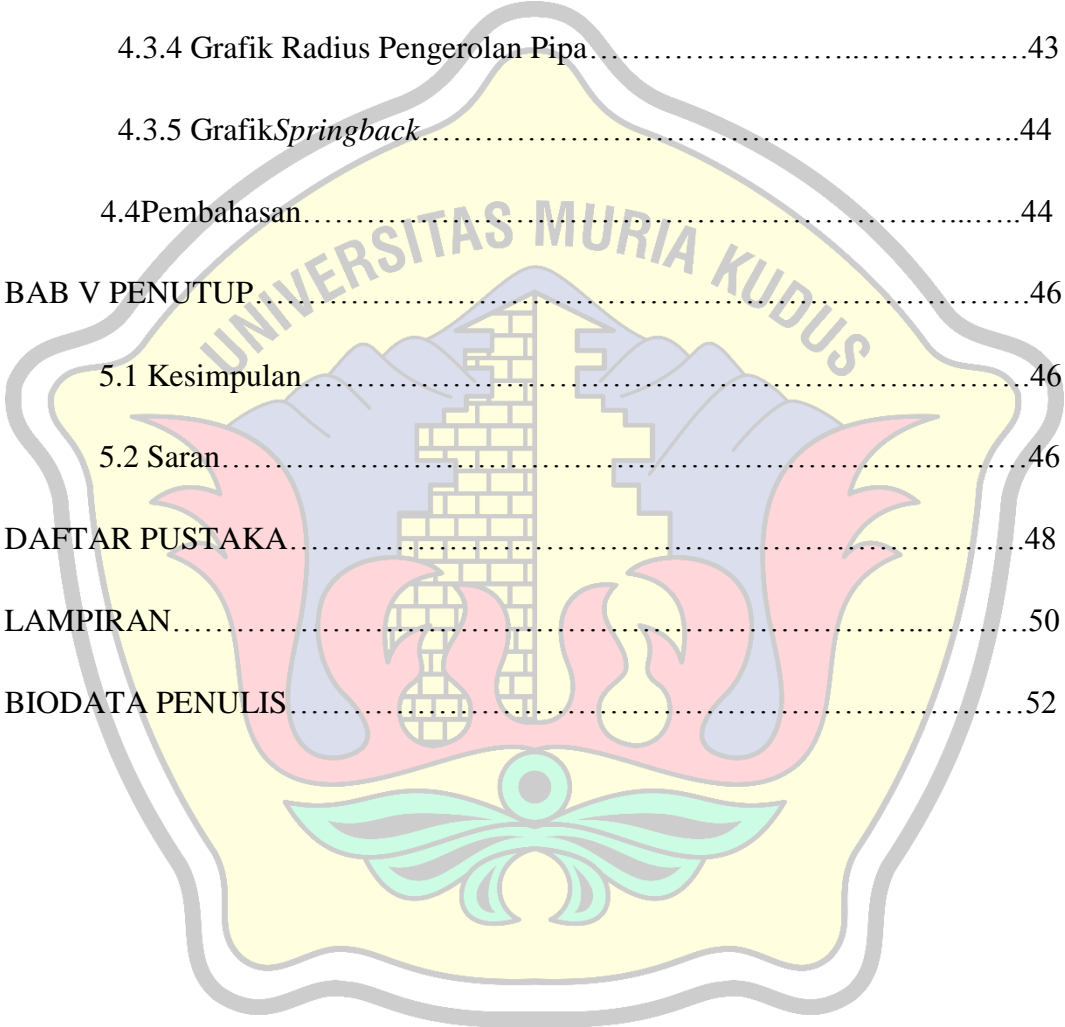 4.3.4 Grafik Radius Pengerolan Pipa…………………….…………….43
4.3.5 GrafikSpringback…………………………………………………..44
4.4Pembahasan…………………………………………………….…...…..44
UNIVERSITAS MURIA KUDUS
BAB V PENUTUP…………………………………………………………………….46
5.1 Kesimpulan……………………………………………………..……….46
5.2 Saran…………………………………………………………….…….46
DAFTAR PUSTAKA………………………………………...…………………….48
LAMPIRAN……………………………………………………………….………….50
BIODATA PENULIS……………………………………………………………….52